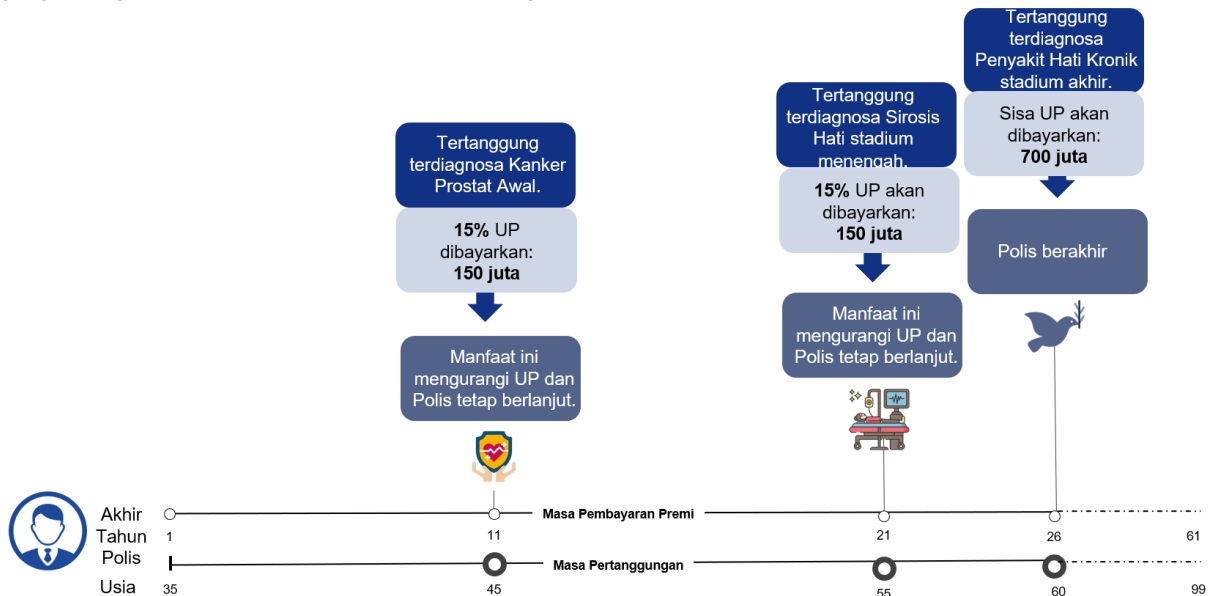 Tertanggung
terdiagnosa Kanker
Prostat Awal.
15% UP
dibayarkan:
150 juta
Manfaat ini
mengurangi UP dan
Polis tetap berlanjut.
Tertanggung
terdiagnosa Sirosis
Hati stadium
menengah.
15% UP akan
dibayarkan:
150 juta
Manfaat ini
mengurangi UP dan
Polis tetap berlanjut.
Tertanggung
terdiagnosa
Penyakit Hati Kronik
stadium akhir.
Sisa UP akan
dibayarkan:
700 juta
Polis berakhir
Akhir
Tahun
Polis
Masa Pembayaran Premi
1
11
21
26
61
Masa Pertanggungan
Usia
35
45
55
60
99